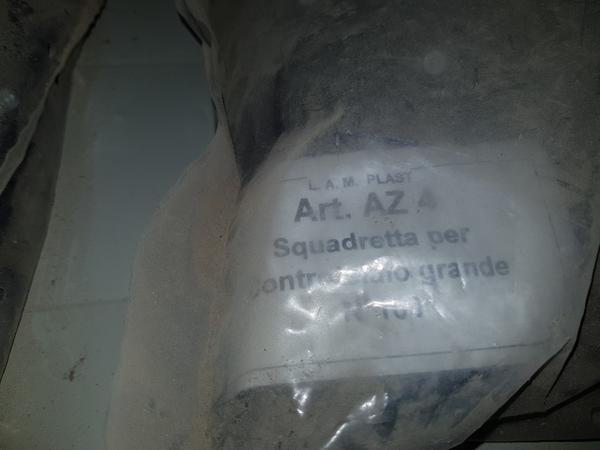 L. A. M. PLAST
Art. AZ 4
Squadretta per
grande